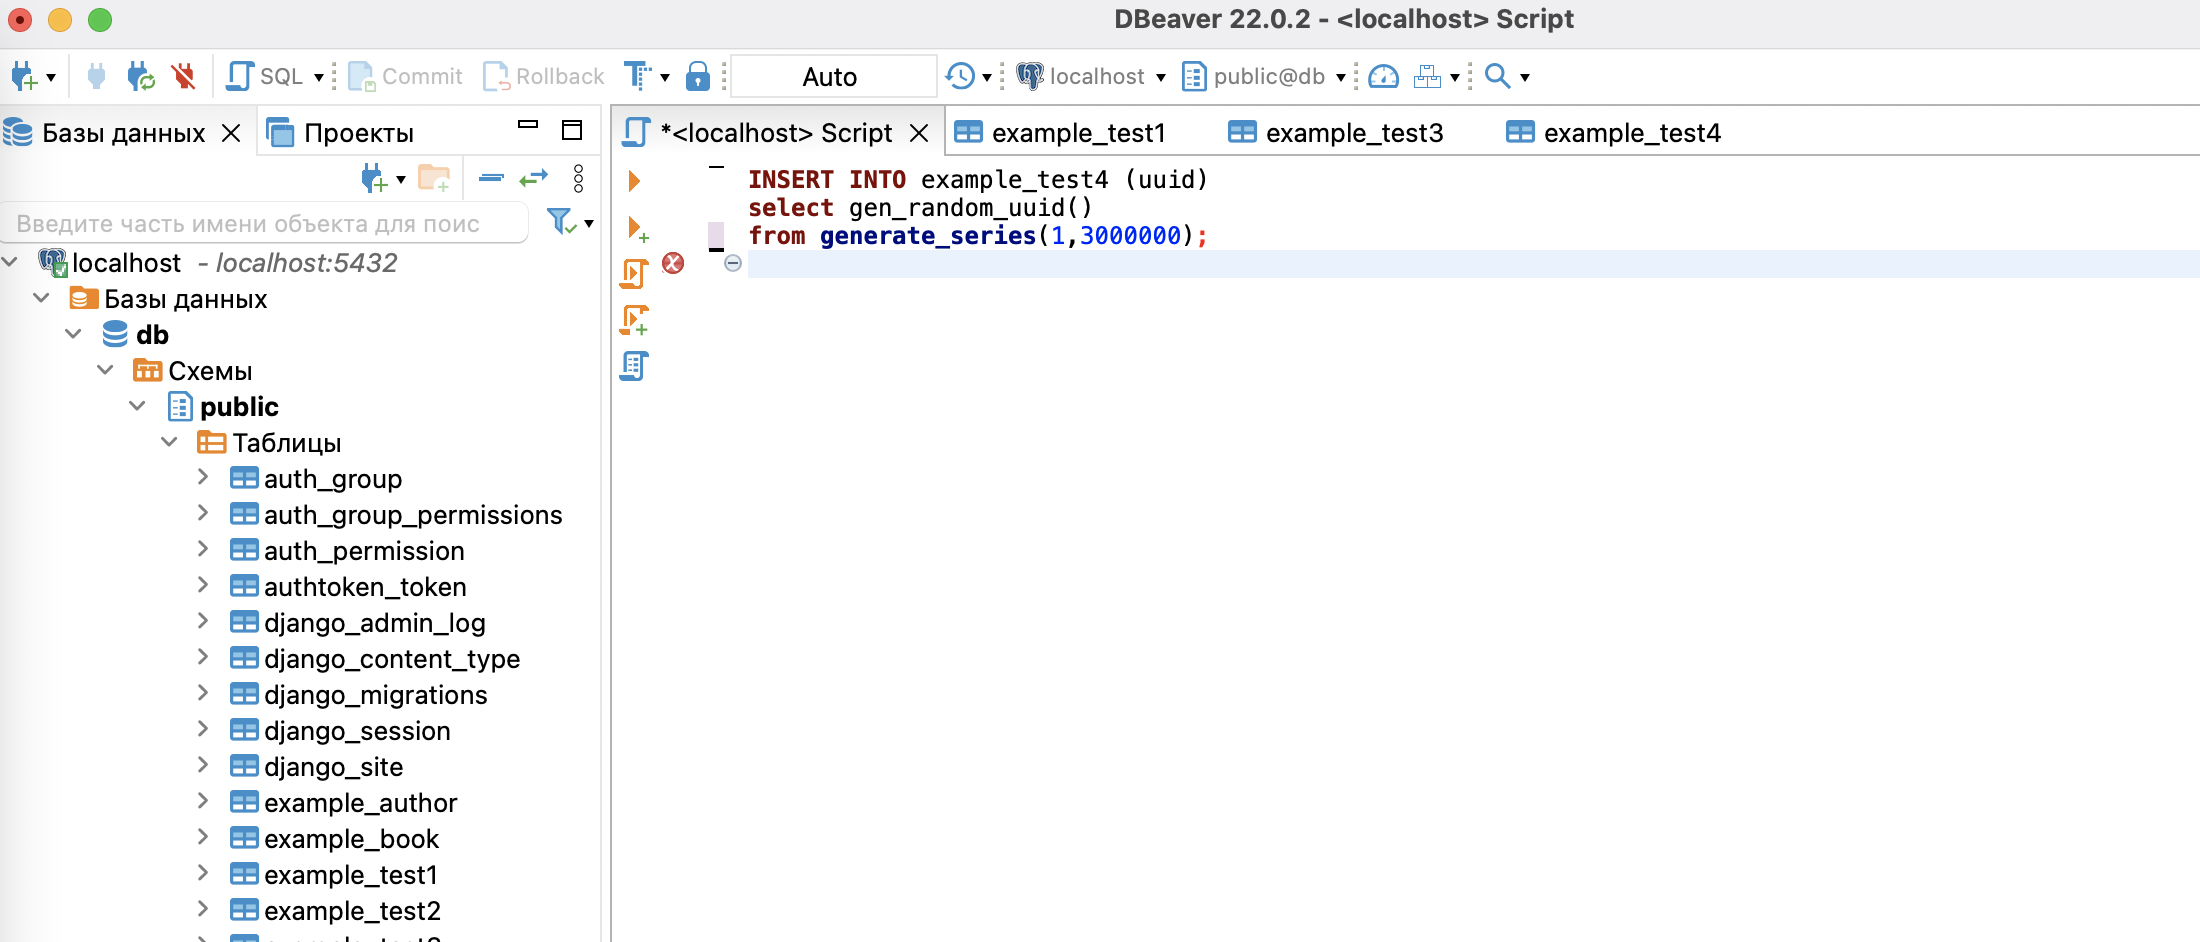 DBeaver 22.0.2 - <localhost> Script
SQL Commit Rollback Auto localhost public@db
Базы данных Проекты
*<localhost> Script example_test1 example_test3 example_test4
Введите часть имени объекта для поис
localhost - localhost:5432
Базы данных
db
Схемы
public
Таблицы
auth_group
auth_group_permissions
auth_permission
authtoken_token
django_admin_log
django_content_type
django_migrations
django_session
django_site
example_author
example_book
example_test1
example_test2
INSERT INTO example_test4 (uuid)
select gen_random_uuid()
from generate_series(1,3000000);